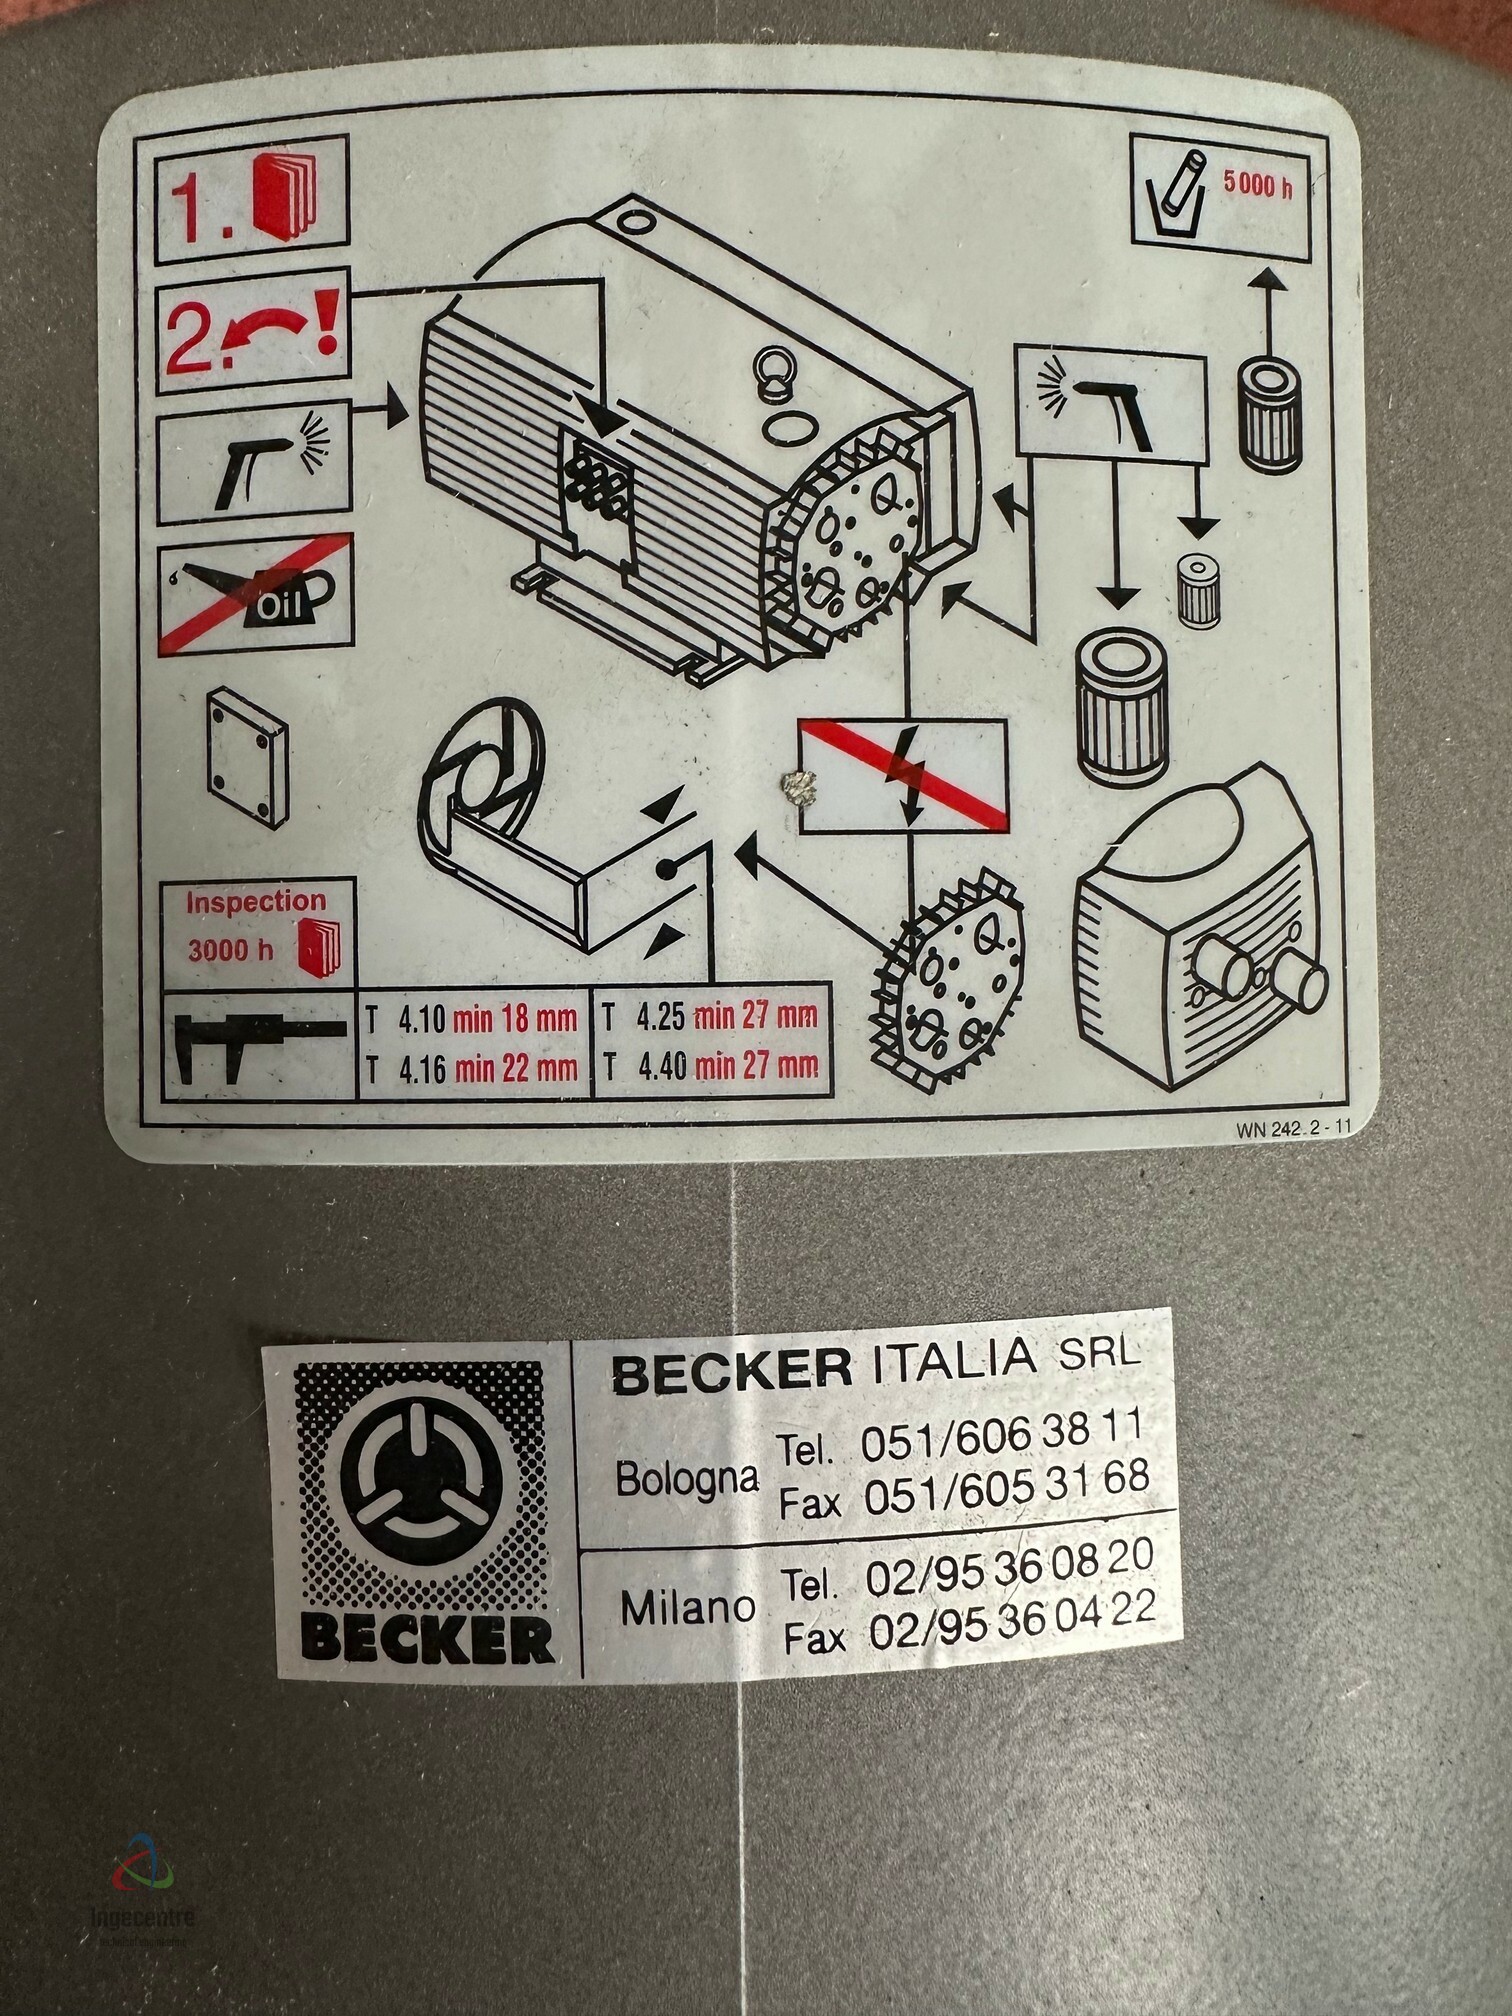 1.
2.
!
5000 h
Oil
Inspection
3000 h
T 4.10 min 18 mm
T 4.25 min 27 mm
T 4.16 min 22 mm
T 4.40 min 27 mm
WN 242.2-11
BECKER
BECKER ITALIA SRL
Bologna
Tel. 051/606 38 11
Fax 051/605 31 68
Milano
Tel. 02/95 36 08 20
Fax 02/95 36 04 22
Ingecentre